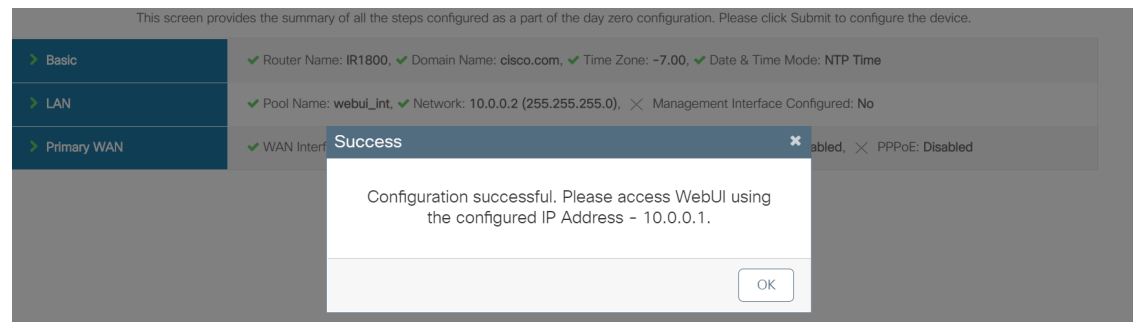 This screen provides the summary of all the steps configured as a part of the day zero configuration. Please click Submit to configure the device.
Basic
Router Name: IR1800, Domain Name: cisco.com, Time Zone: -7.00, Date & Time Mode: NTP Time
LAN
Pool Name: webui_int, Network: 10.0.0.2 (255.255.255.0), Management Interface Configured: No
Primary WAN
WAN Interf
abled, PPPoE: Disabled
Success
Configuration successful. Please access WebUI using
the configured IP Address - 10.0.0.1.
OK